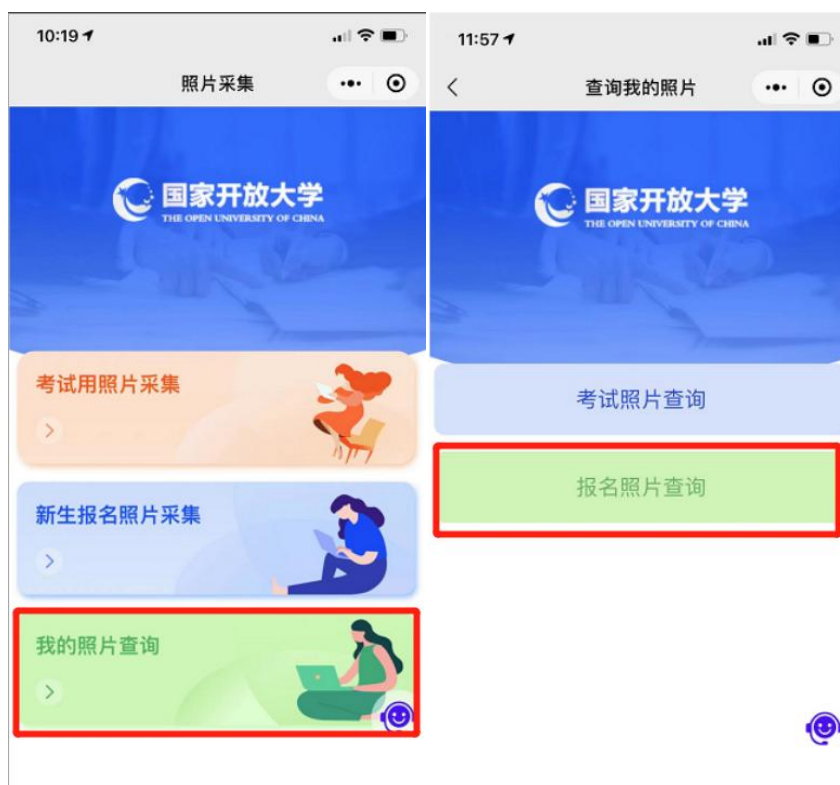 10:19
照片采集
国家开放大学
THE OPEN UNIVERSITY OF CHINA
考试用照片采集
新生报名照片采集
我的照片查询
11:57
查询我的照片
国家开放大学
THE OPEN UNIVERSITY OF CHINA
考试照片查询
报名照片查询